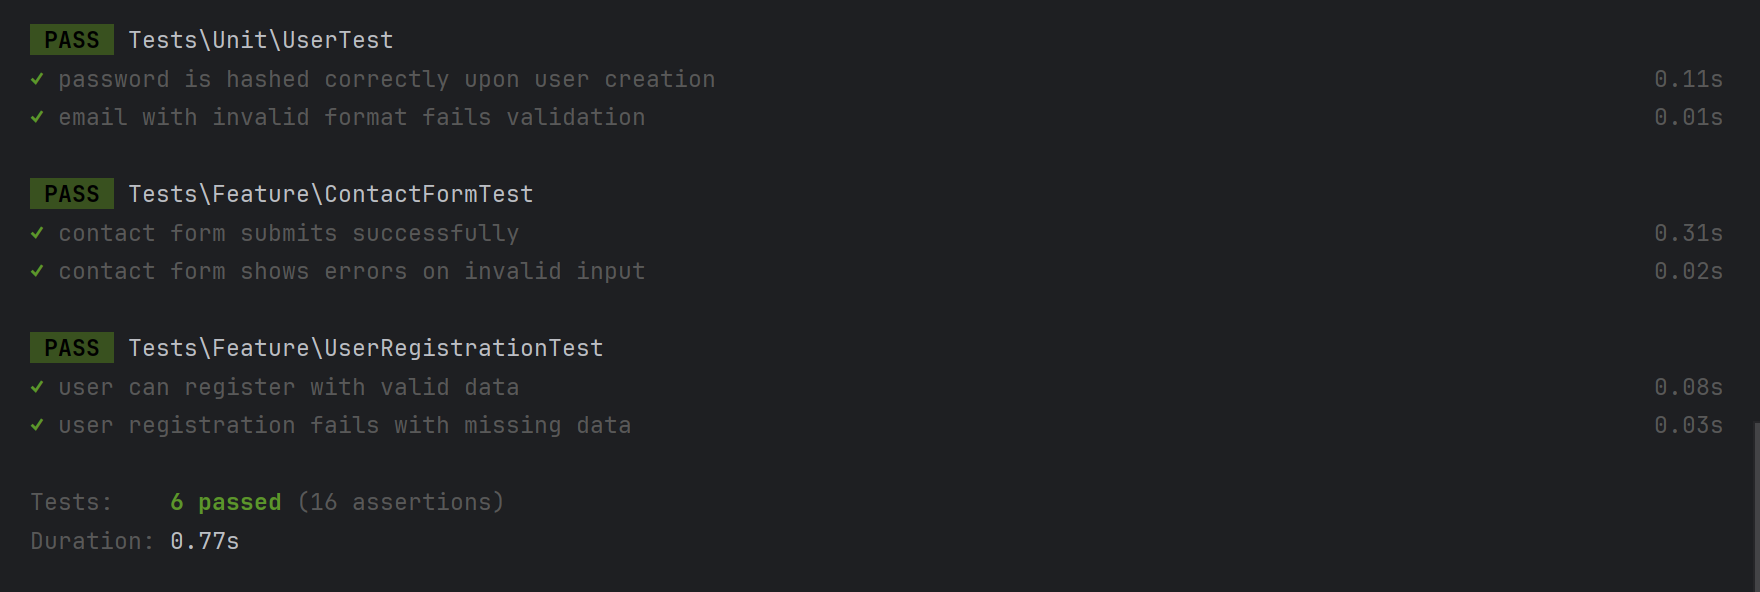 PASS Tests\Unit\UserTest
✓ password is hashed correctly upon user creation 0.11s
✓ email with invalid format fails validation 0.01s
PASS Tests\Feature\ContactFormTest
✓ contact form submits successfully 0.31s
✓ contact form shows errors on invalid input 0.02s
PASS Tests\Feature\UserRegistrationTest
✓ user can register with valid data 0.08s
✓ user registration fails with missing data 0.03s
Tests: 6 passed (16 assertions)
Duration: 0.77s